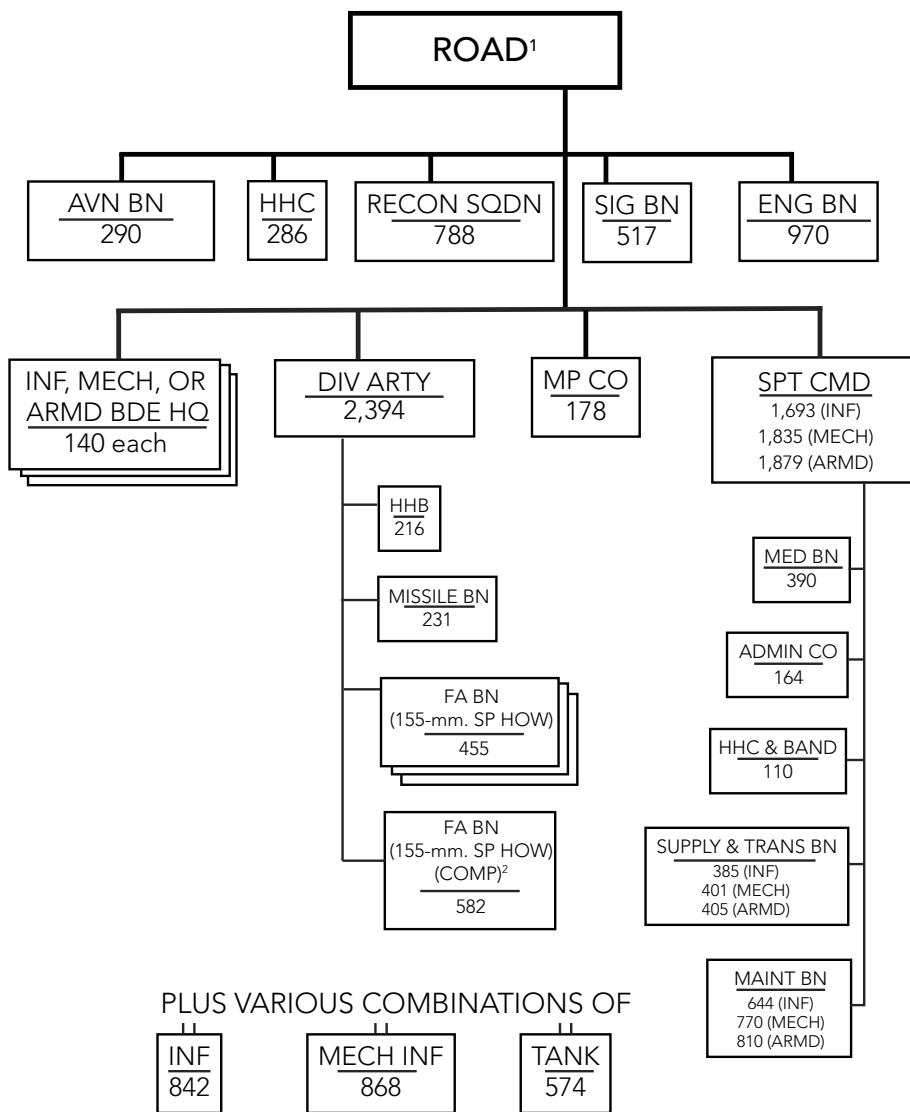 ROAD¹
AVN BN
290
HHC
286
RECON SQDN
788
SIG BN
517
ENG BN
970
INF, MECH, OR
ARMD BDE HQ
140 each
DIV ARTY
2,394
MP CO
178
SPT CMD
1,693 (INF)
1,835 (MECH)
1,879 (ARMD)
HHB
216
MISSILE BN
231
FA BN
(155-mm. SP HOW)
455
FA BN
(155-mm. SP HOW)
(COMP)²
582
MED BN
390
ADMIN CO
164
HHC & BAND
110
SUPPLY & TRANS BN
385 (INF)
401 (MECH)
405 (ARMD)
MAINT BN
644 (INF)
770 (MECH)
810 (ARMD)
PLUS VARIOUS COMBINATIONS OF
INF
842
MECH INF
868
TANK
574